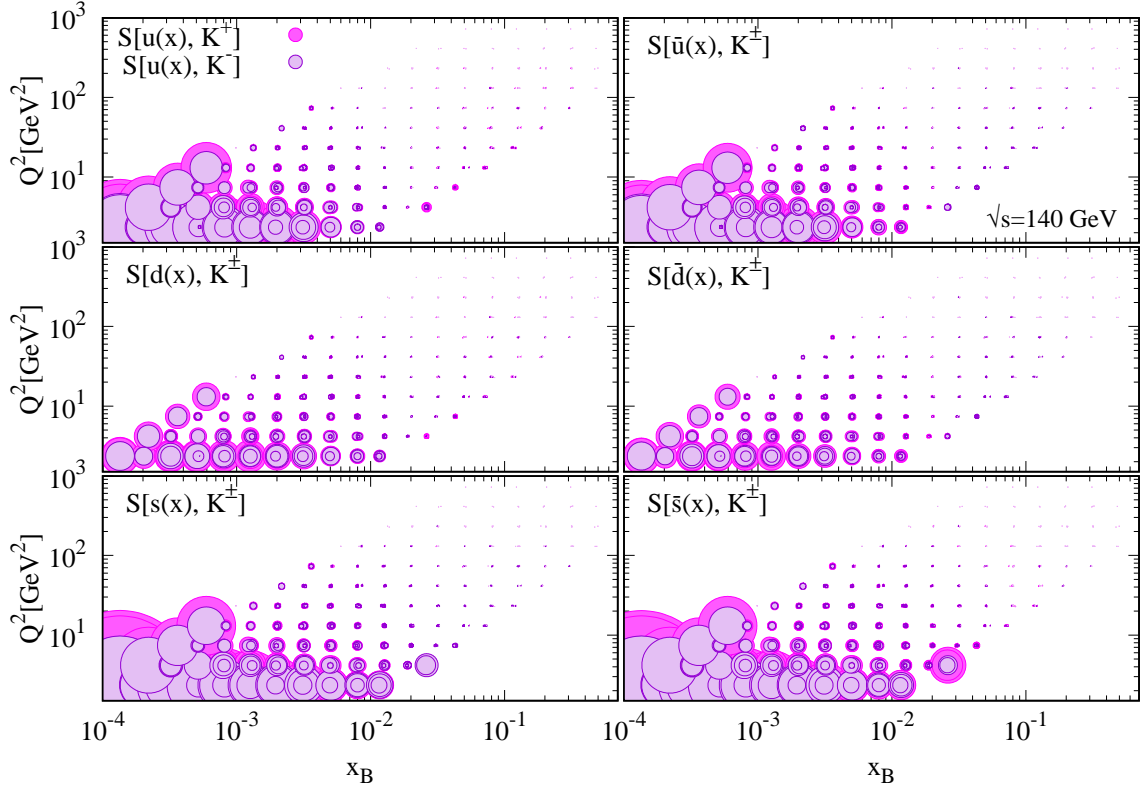 S[u(x), K⁺]
S[u(x), K⁻]
S[ū(x), K±]
√s=140 GeV
Q²[GeV²]
10³
10²
10¹
10³
S[d(x), K±]
S[d̄(x), K±]
Q²[GeV²]
10²
10¹
10³
S[s(x), K±]
S[s̄(x), K±]
Q²[GeV²]
10²
10¹
10⁻⁴ 10⁻³ 10⁻² 10⁻¹ 10⁻⁴ 10⁻³ 10⁻² 10⁻¹
x_B x_B